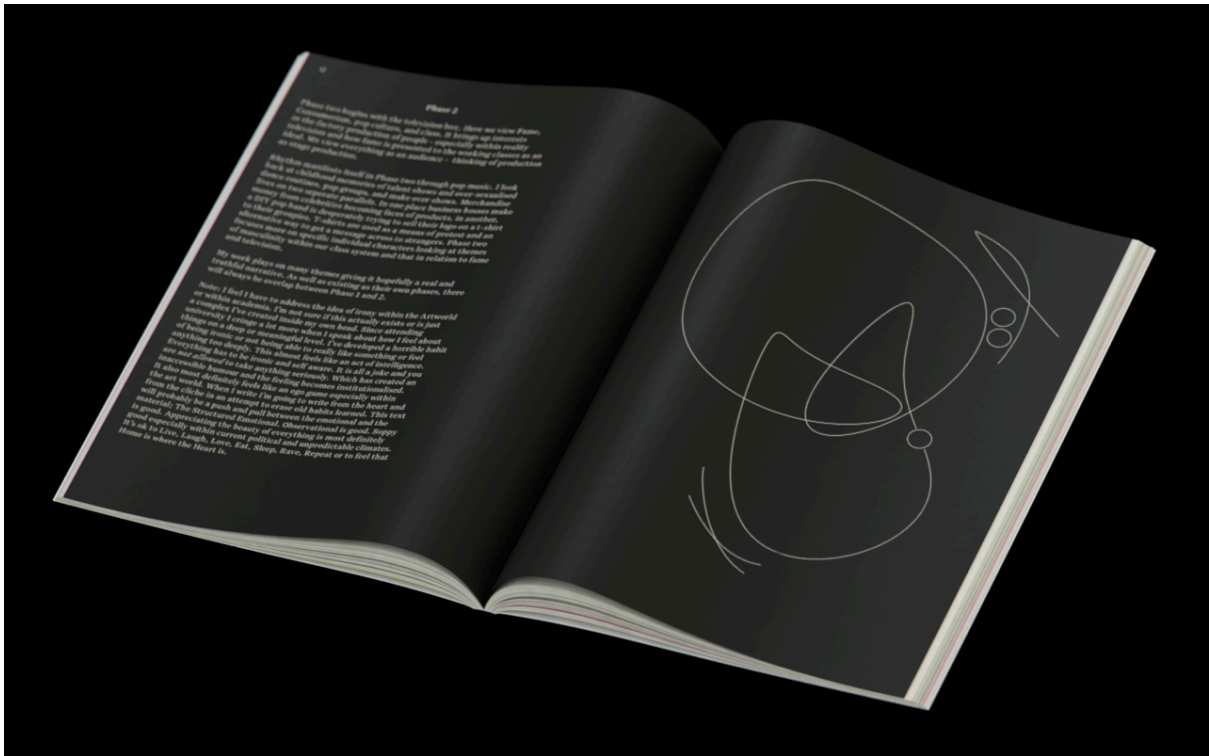 Phase 2
Phase two begins with the television box. Here we view Fame,
Consumerism, pop culture, and class. It brings up interests
in the factory production of people - especially within reality
television and how fame is presented to the working classes as an
ideal. We view everything as an audience - thinking of production
as stage production.
Rhythm manifests itself in Phase two through pop music. I look
back at childhood memories of talent shows and over-sexualised
dance routines, pop groups, and make over shows. Merchandise
lives on two separate parallels. In one place business houses make
money from celebrities being faces of products, in another,
a DIY pop band is desperately trying to sell their logo on a t-shirt
to their groupies. T-shirts are used as a means of protest and an
alternative way to get a message across to strangers. Phase two
focuses more on specific individual characters looking at themes
of masculinity within our class system and that in relation to fame
and television.
My work plays on many themes giving it hopefully a real and
truthful narrative. As well as existing as their own phases, there
will always be overlap between Phase 1 and 2.
Note: I feel I have to address the idea of irony within the Artworld
or within academia. I'm not sure if this actually exists or is just
a complex I've created inside my own head. Since attending
university I cringe a lot more when I speak about how I feel about
things on a deep or meaningful level. I've developed a horrible habit
of being ironic or not being able to really like something or feel
anything too deeply. This almost feels like an act of intelligence.
Everything has to be ironic and self aware. It is all a joke and you
are not allowed to take anything seriously. Which has created an
inaccessible humour and the feeling becomes institutionalised.
It also most definitely feels like an ego game especially within
the art world. When I write I'm going to write from the heart and
from the cliche in an attempt to erase old habits learned. This text
will probably be a push and pull between the emotional and the
material; The Structured Emotional. Observational is good. Soppy
is good. Appreciating the beauty of everything is most definitely
good especially within current political and unpredictable climates.
It's ok to Live, Laugh, Love, Eat, Sleep, Rave, Repeat or to feel that
Home is where the Heart is.